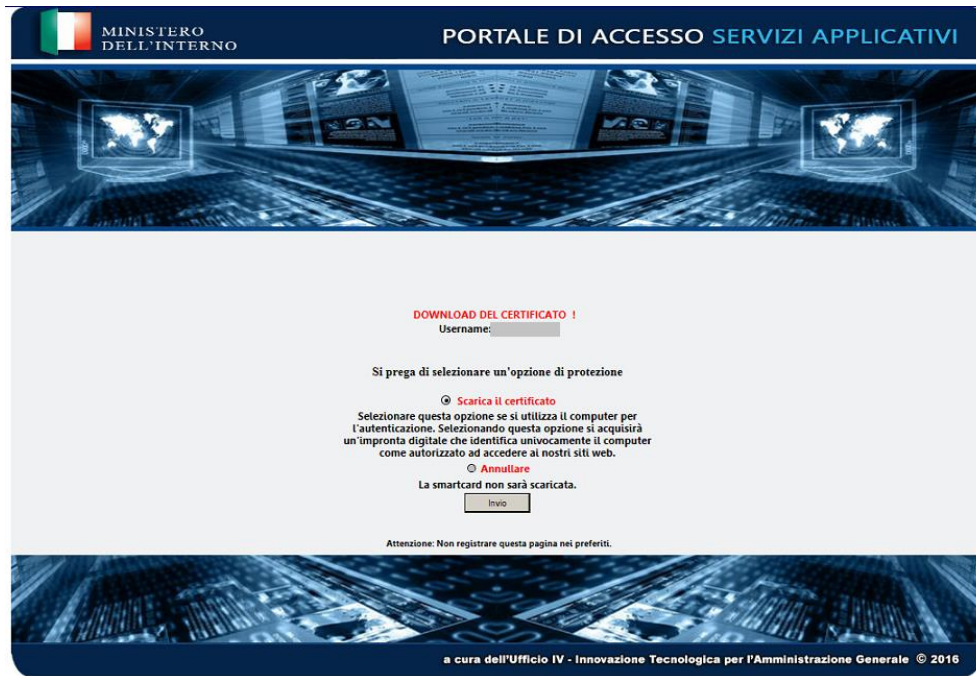 MINISTERO
DELL'INTERNO
PORTALE DI ACCESSO SERVIZI APPLICATIVI
DOWNLOAD DEL CERTIFICATO !
Username:
Si prega di selezionare un'opzione di protezione
Scarica il certificato
Selezionare questa opzione se si utilizza il computer per
l'autenticazione. Selezionando questa opzione si acquisirà
un'impronta digitale che identifica univocamente il computer
come autorizzato ad accedere ai nostri siti web.
Annullare
La smartcard non sarà scaricata.
Invio
Attenzione: Non registrare questa pagina nei preferiti.
a cura dell'Ufficio IV - Innovazione Tecnologica per l'Amministrazione Generale © 2016